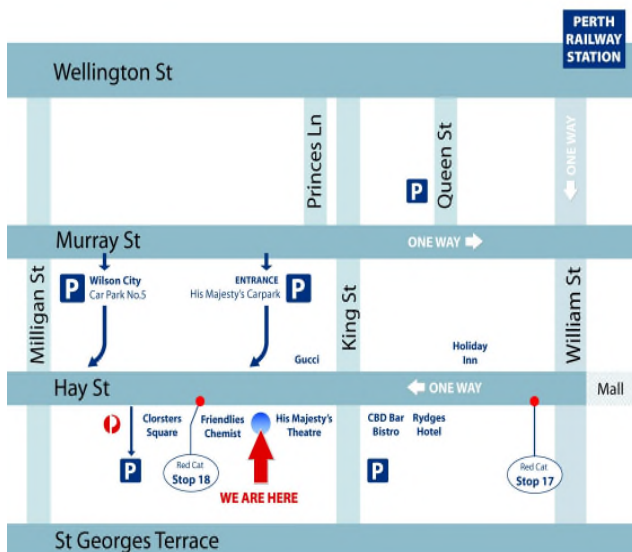 PERTH
RAILWAY
STATION
Wellington St
Princes Ln
Queen St
ONE WAY
P
Murray St
ONE WAY
Milligan St
P
Wilson City
Car Park No.5
ENTRANCE
His Majesty's Carpark
P
King St
William St
Gucci
Holiday
Inn
Hay St
ONE WAY
Mall
Clorsters
Square
Friendlies
Chemist
His Majesty's
Theatre
CBD Bar
Bistro
Rydges
Hotel
P
Red Cat
Stop 18
WE ARE HERE
P
Red Cat
Stop 17
St Georges Terrace